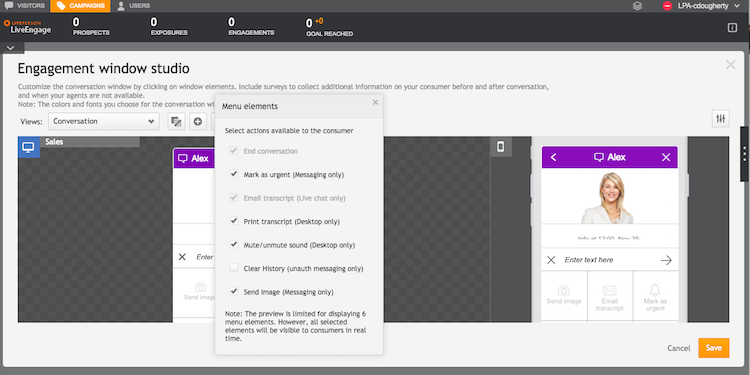 VISITORS CAMPAIGNS USERS LPA-cdougherty
LIVEPERSON
LiveEngage
0 0 0 0 +0
PROSPECTS EXPOSURES ENGAGEMENTS GOAL REACHED
Engagement window studio
Customize the conversation window by clicking on window elements. Include surveys to collect additional information on your consumer before and after conversation,
and when your agents are not available.
Note: The colors and fonts you choose for the conversation wi
Views: Conversation
Menu elements
Select actions available to the consumer
End conversation
Mark as urgent (Messaging only)
Email transcript (Live chat only)
Print transcript (Desktop only)
Mute/unmute sound (Desktop only)
Clear History (unauth messaging only)
Send Image (Messaging only)
Note: The preview is limited for displaying 6
menu elements. However, all selected
elements will be visible to consumers in real
time.
Sales
Alex
Enter
Send image
Alex
Info at 12:00, Nov 25:
Enter text here
Send image
Email
transcript
Mark as
urgent
Cancel Save